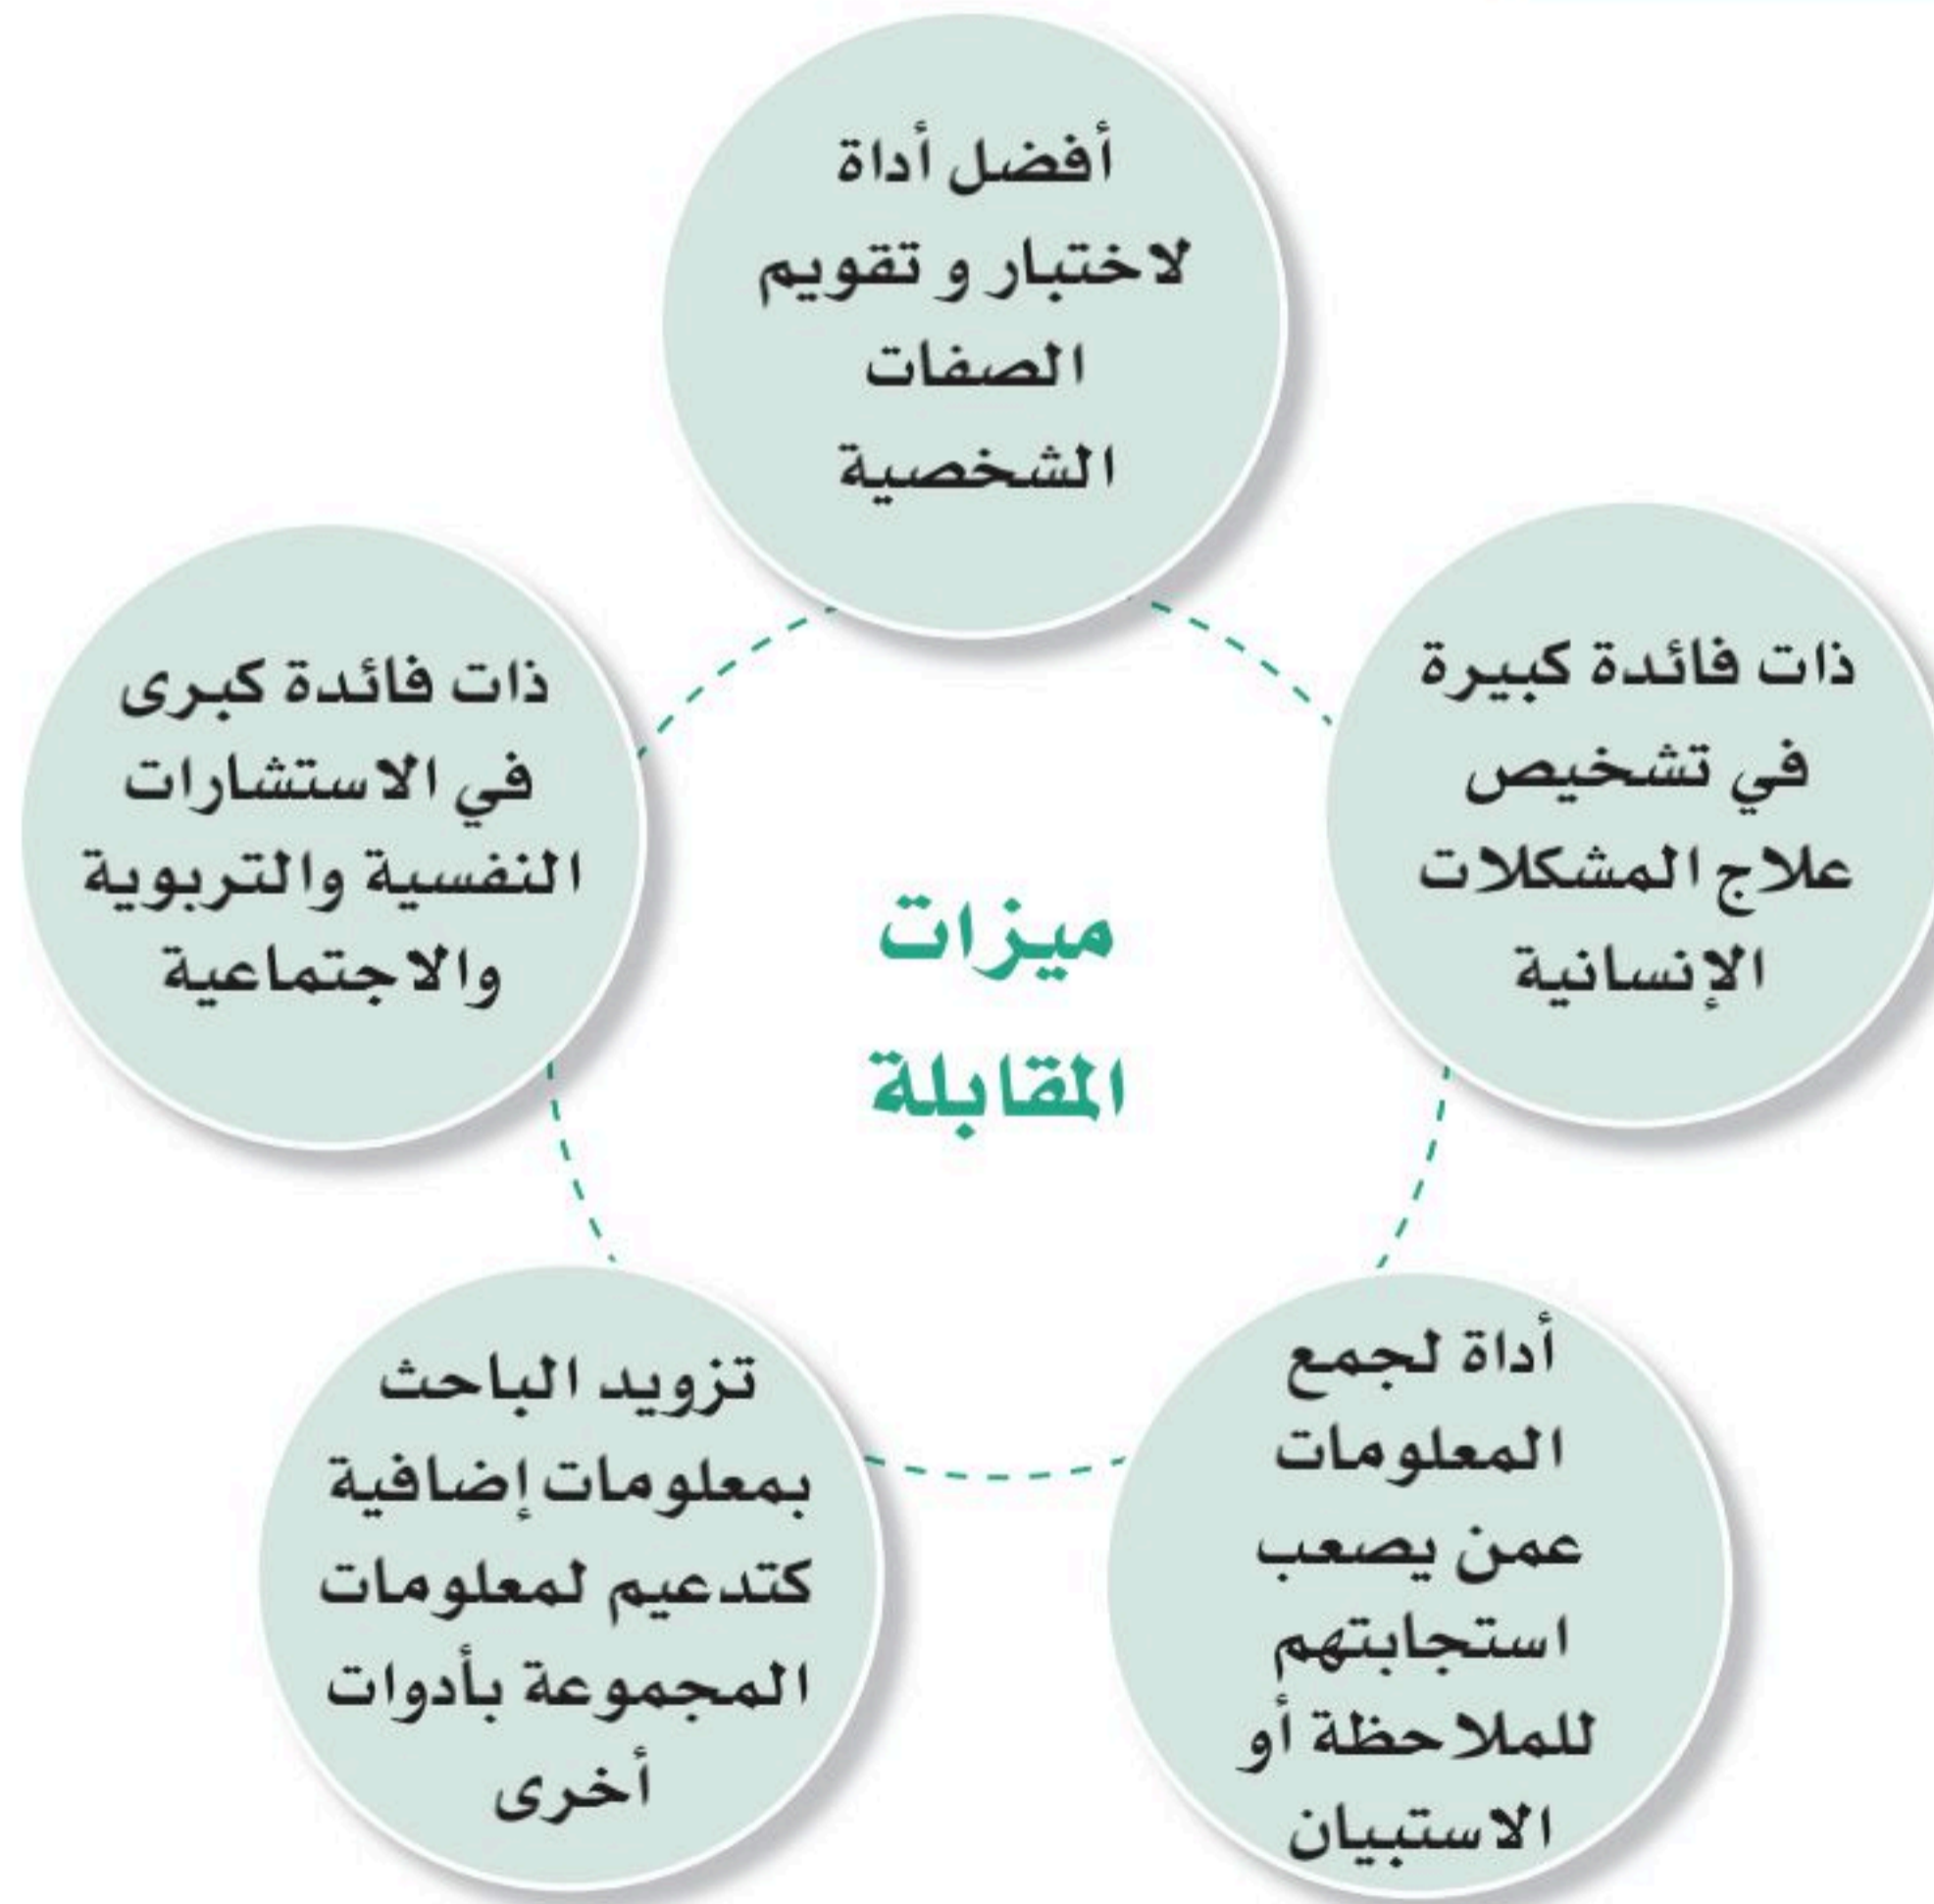 أفضل أداة
لاختبار و تقويم
الصفات
الشخصية
ذات فائدة كبيرة
في تشخيص
علاج المشكلات
الإنسانية
ذات فائدة كبرى
في الاستشارات
النفسية والتربوية
والاجتماعية
ميزات
المقابلة
أداة لجمع
المعلومات
عمن يصعب
استجابتهم
للملاحظة أو
الاستبيان
تزويد الباحث
بمعلومات إضافية
كتدعيم لمعلومات
المجموعة بأدوات
أخرى